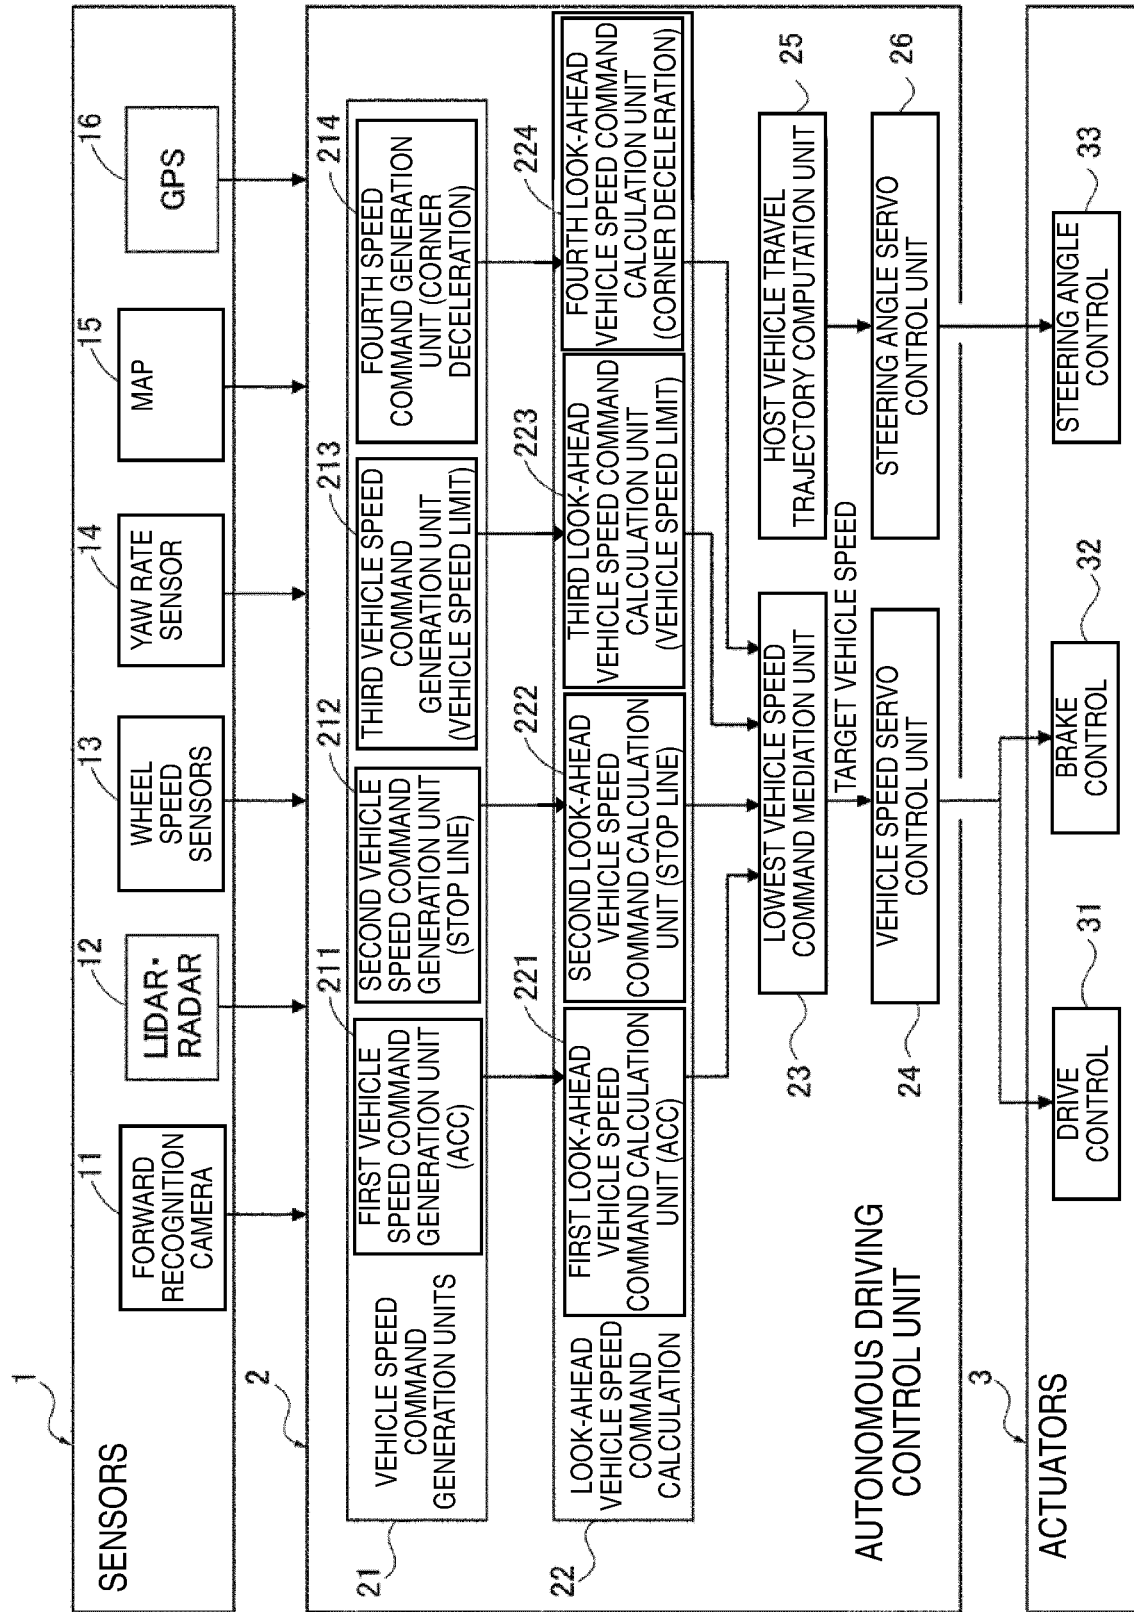 1
SENSORS
11
FORWARD
RECOGNITION
CAMERA
12
LIDAR·
RADAR
13
WHEEL
SPEED
SENSORS
14
YAW RATE
SENSOR
15
MAP
16
GPS
2
21
VEHICLE SPEED
COMMAND
GENERATION UNITS
211
FIRST VEHICLE
SPEED COMMAND
GENERATION UNIT
(ACC)
212
SECOND VEHICLE
SPEED COMMAND
GENERATION UNIT
(STOP LINE)
213
THIRD VEHICLE SPEED
COMMAND
GENERATION UNIT
(VEHICLE SPEED LIMIT)
214
FOURTH SPEED
COMMAND GENERATION
UNIT (CORNER
DECELERATION)
22
LOOK-AHEAD
VEHICLE SPEED
COMMAND
CALCULATION
221
FIRST LOOK-AHEAD
VEHICLE SPEED
COMMAND CALCULATION
UNIT (ACC)
222
SECOND LOOK-AHEAD
VEHICLE SPEED
COMMAND CALCULATION
UNIT (STOP LINE)
223
THIRD LOOK-AHEAD
VEHICLE SPEED COMMAND
CALCULATION UNIT
(VEHICLE SPEED LIMIT)
224
FOURTH LOOK-AHEAD
VEHICLE SPEED COMMAND
CALCULATION UNIT
(CORNER DECELERATION)
23
LOWEST VEHICLE SPEED
COMMAND MEDIATION UNIT
TARGET VEHICLE SPEED
24
VEHICLE SPEED SERVO
CONTROL UNIT
HOST VEHICLE TRAVEL
TRAJECTORY COMPUTATION UNIT
25
STEERING ANGLE SERVO
CONTROL UNIT
26
AUTONOMOUS DRIVING
CONTROL UNIT
3
ACTUATORS
DRIVE
CONTROL
31
BRAKE
CONTROL
32
STEERING ANGLE
CONTROL
33